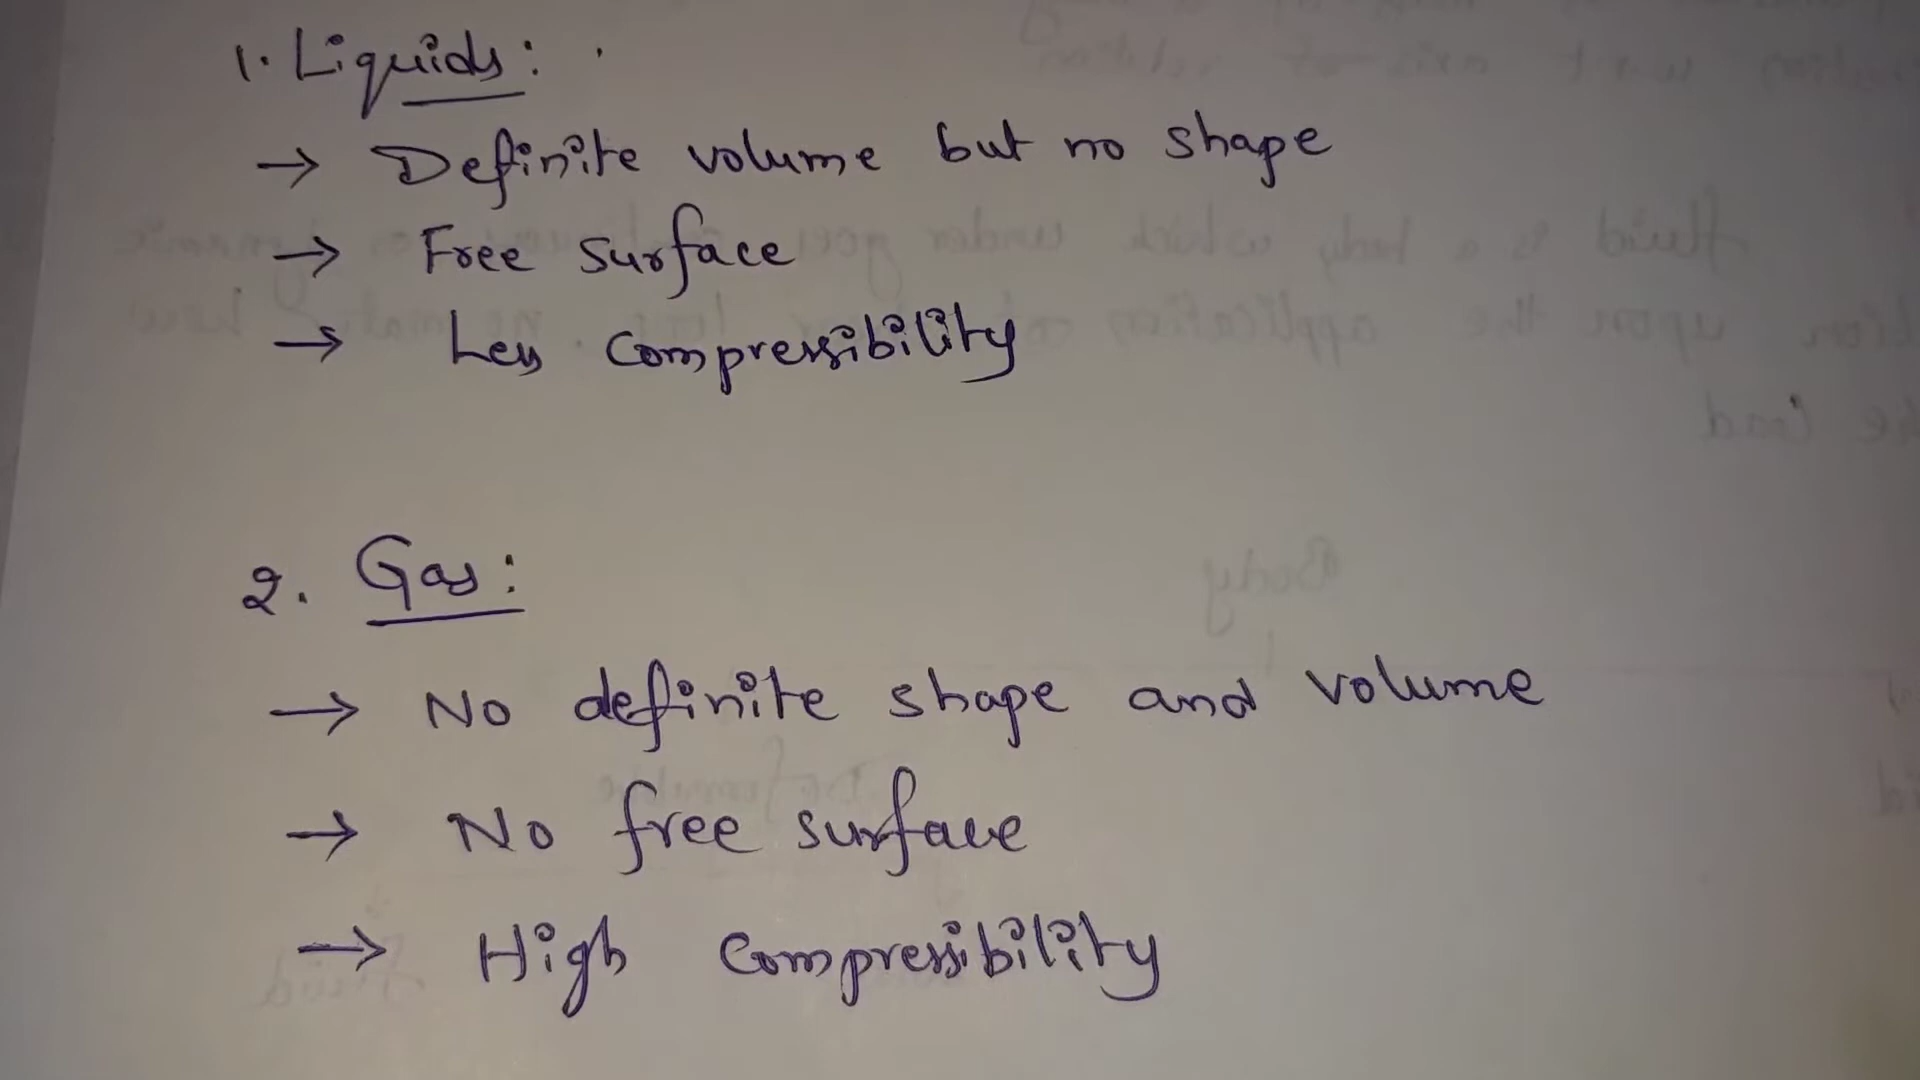 1. Liquids:
→ Definite volume but no shape
→ Free surface
→ Less compressibility
2. Gas:
→ No definite shape and volume
→ No free surface
→ High compressibility